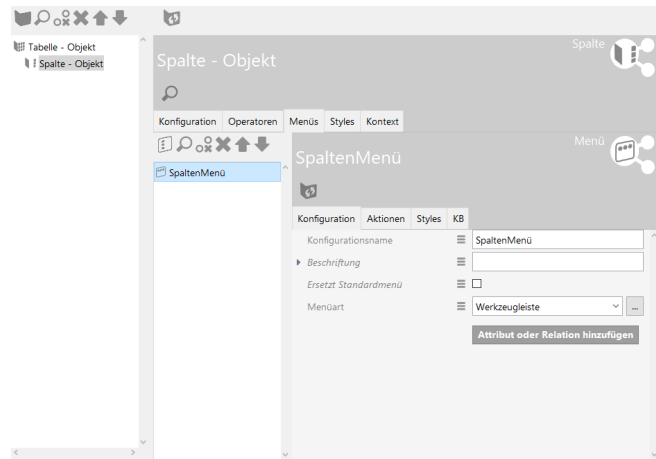 Tabelle - Objekt
Spalte - Objekt
Spalte - Objekt
Spalte
Konfiguration Operatoren Menüs Styles Kontext
SpaltenMenü
SpaltenMenü
Menü
Konfiguration Aktionen Styles KB
Konfigurationsname SpaltenMenü
Beschriftung
Ersetzt Standardmenü
Menüart Werkzeugleiste ...
Attribut oder Relation hinzufügen